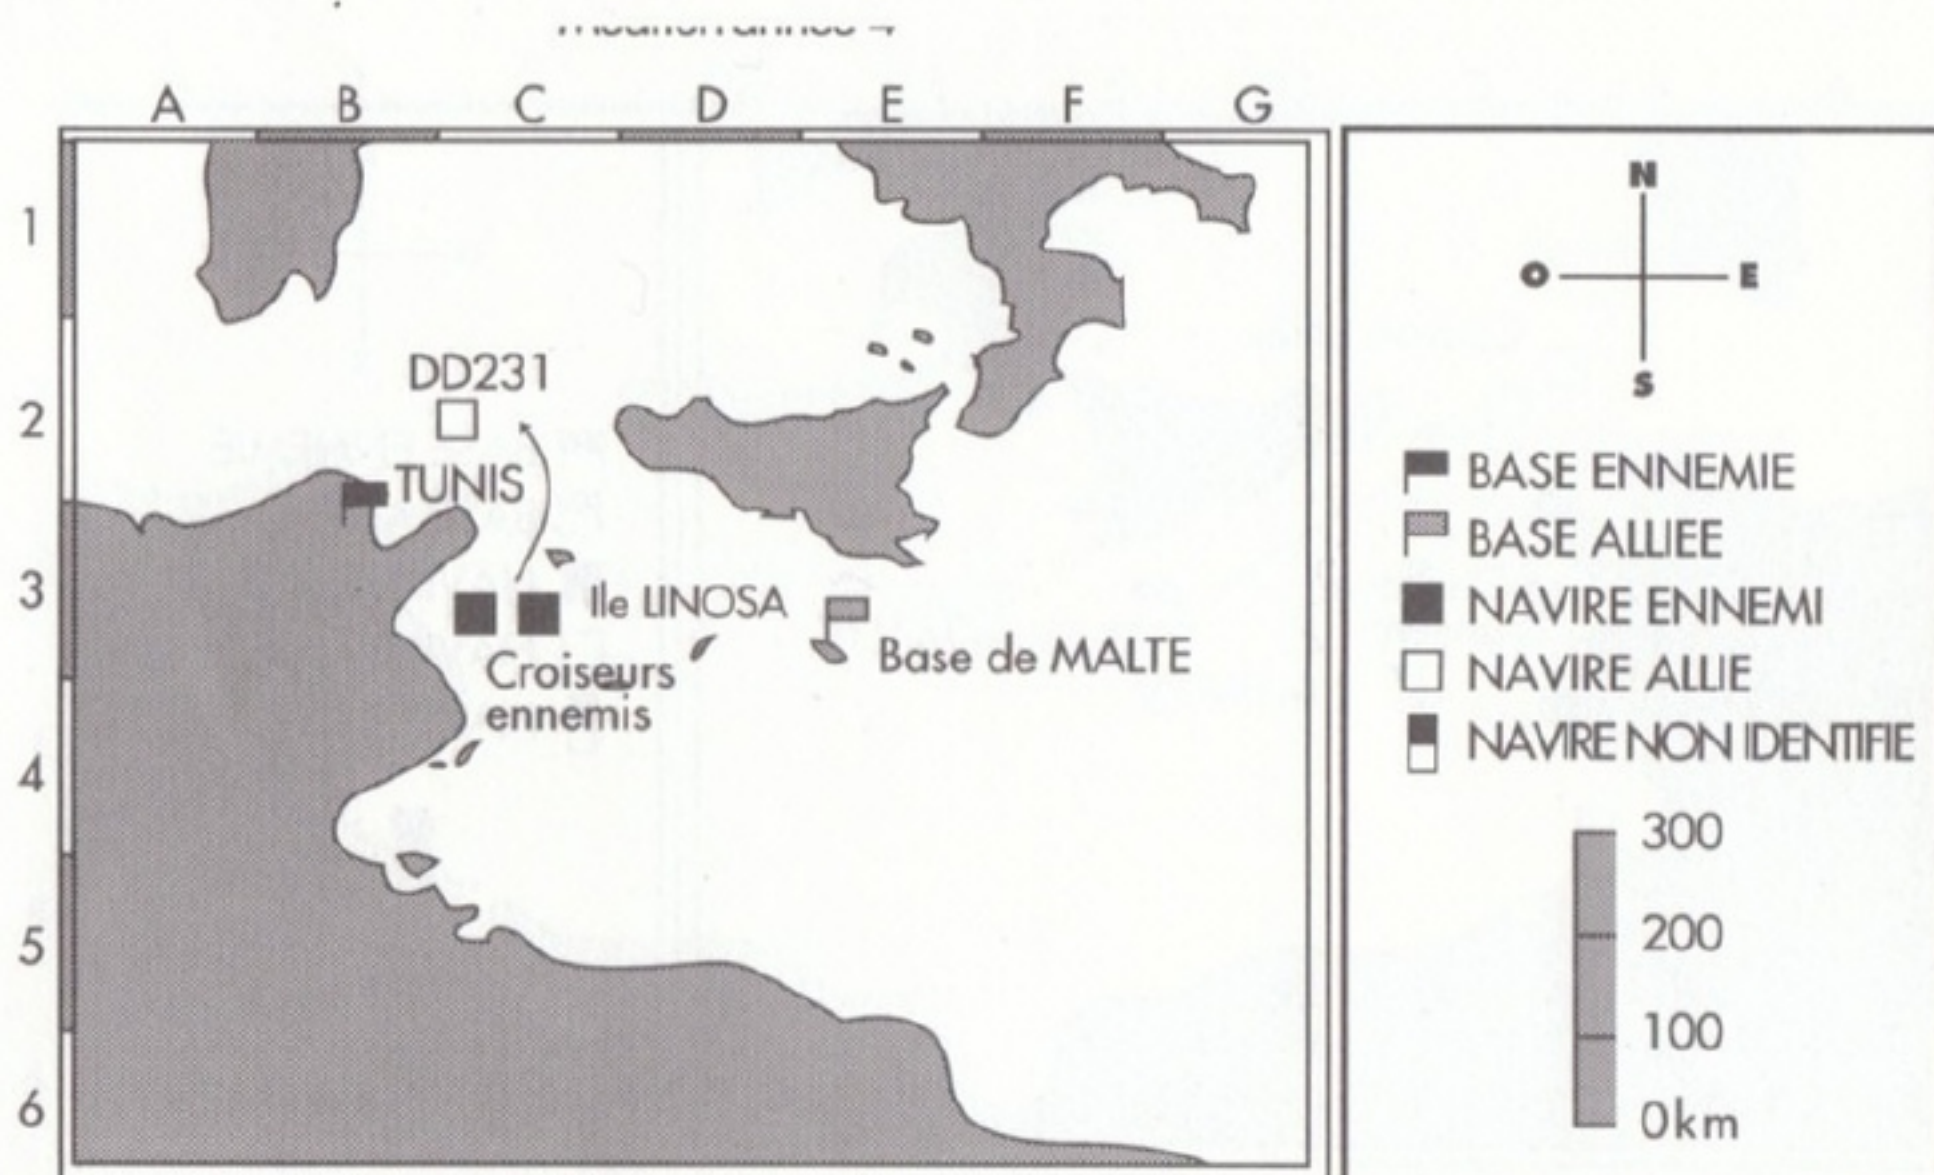 A B C D E F G
1
2
3
4
5
6
DD231
TUNIS
Ile LINOSA
Croiseurs
ennemis
Base de MALTE
N
O E
S
BASE ENNEMIE
BASE ALLIEE
NAVIRE ENNEMI
NAVIRE ALLIE
NAVIRE NON IDENTIFIE
300
200
100
0km